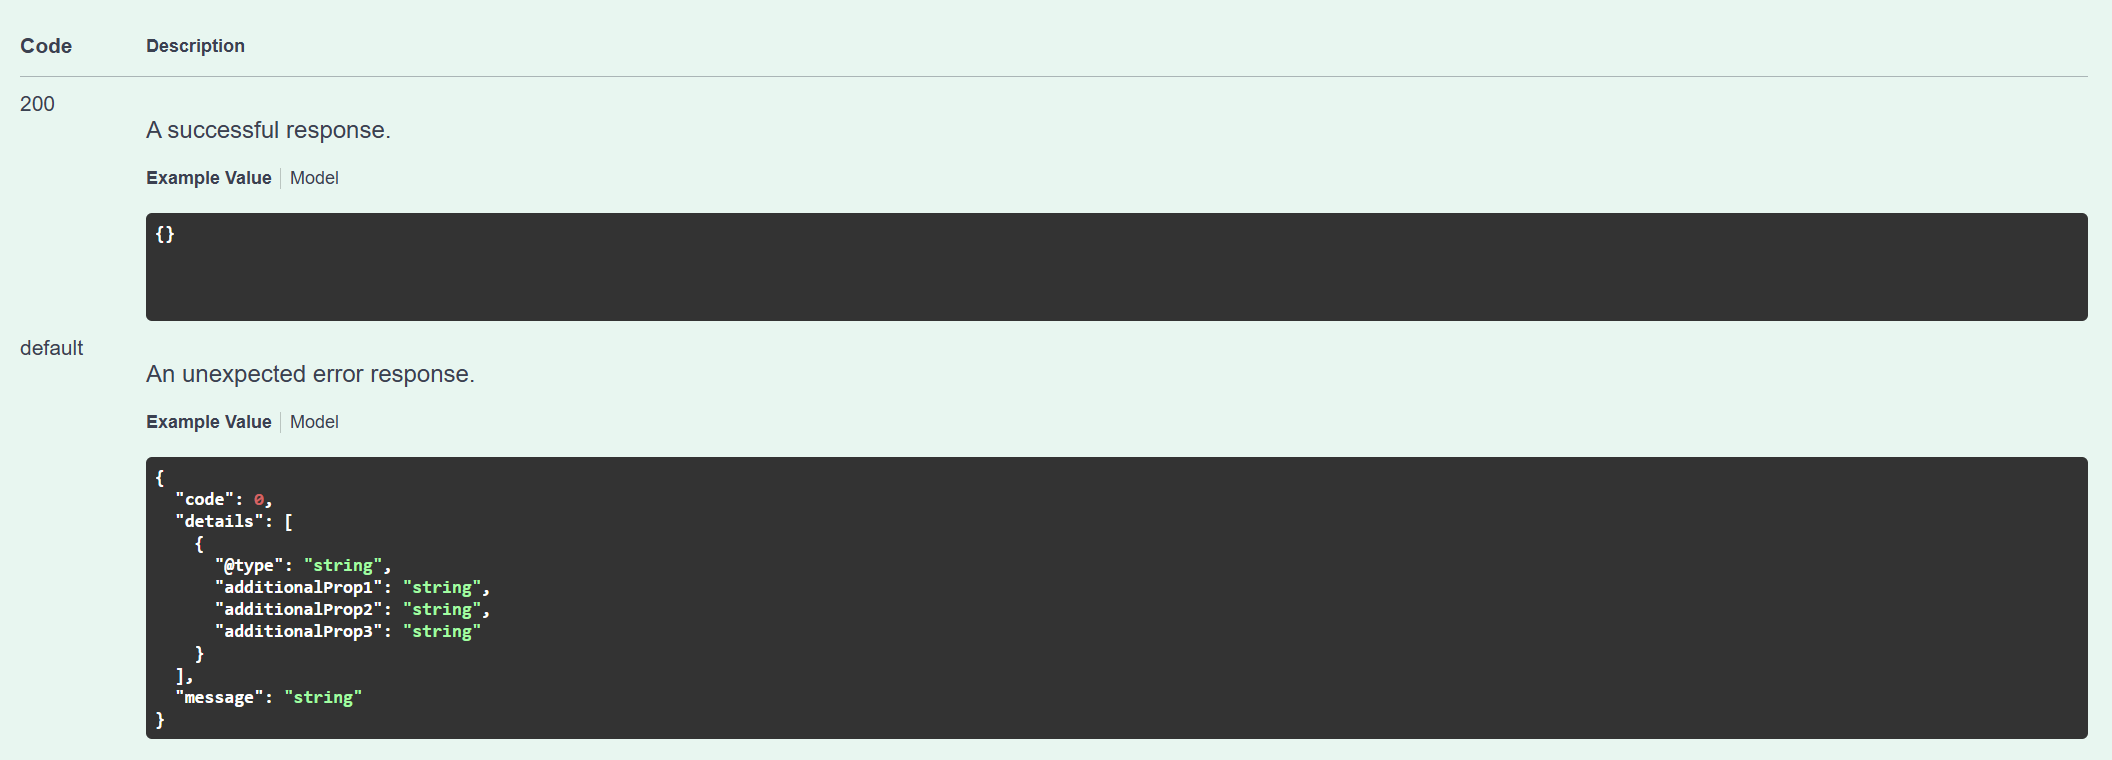 Code Description
200
A successful response.
Example Value Model
{}
default
An unexpected error response.
Example Value Model
{
  "code": 0,
  "details": [
    {
      "@type": "string",
      "additionalProp1": "string",
      "additionalProp2": "string",
      "additionalProp3": "string"
    }
  ],
  "message": "string"
}